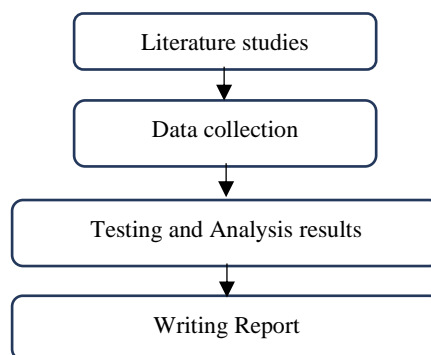 Literature studies
Data collection
Testing and Analysis results
Writing Report